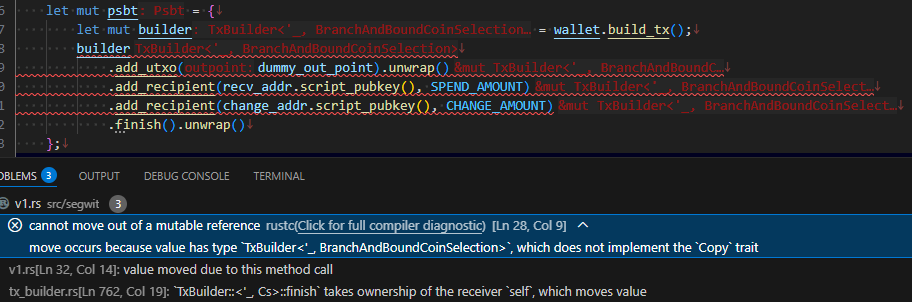 let mut psbt: Psbt = {
7 let mut builder: TxBuilder<'_, BranchAndBoundCoinSelection… = wallet.build_tx();
8 builder TxBuilder<'_, BranchAndBoundCoinSelection>
9 .add_utxo(outpoint: dummy_out_point).unwrap() &mut TxBuilder<'_, BranchAndBoundC…
0 .add_recipient(recv_addr.script_pubkey(), SPEND_AMOUNT) &mut TxBuilder<'_, BranchAndBoundCoinSelect…
1 .add_recipient(change_addr.script_pubkey(), CHANGE_AMOUNT) &mut TxBuilder<'_, BranchAndBoundCoinSelect…
2 .finish().unwrap()↓
3 };↓
OBLEMS 3 OUTPUT DEBUG CONSOLE TERMINAL
v1.rs src/segwit 3
cannot move out of a mutable reference rustc(Click for full compiler diagnostic) [Ln 28, Col 9]
move occurs because value has type `TxBuilder<'_, BranchAndBoundCoinSelection>`, which does not implement the `Copy` trait
v1.rs[Ln 32, Col 14]: value moved due to this method call
tx_builder.rs[Ln 762, Col 19]: `TxBuilder::<'_, Cs>::finish` takes ownership of the receiver `self`, which moves value